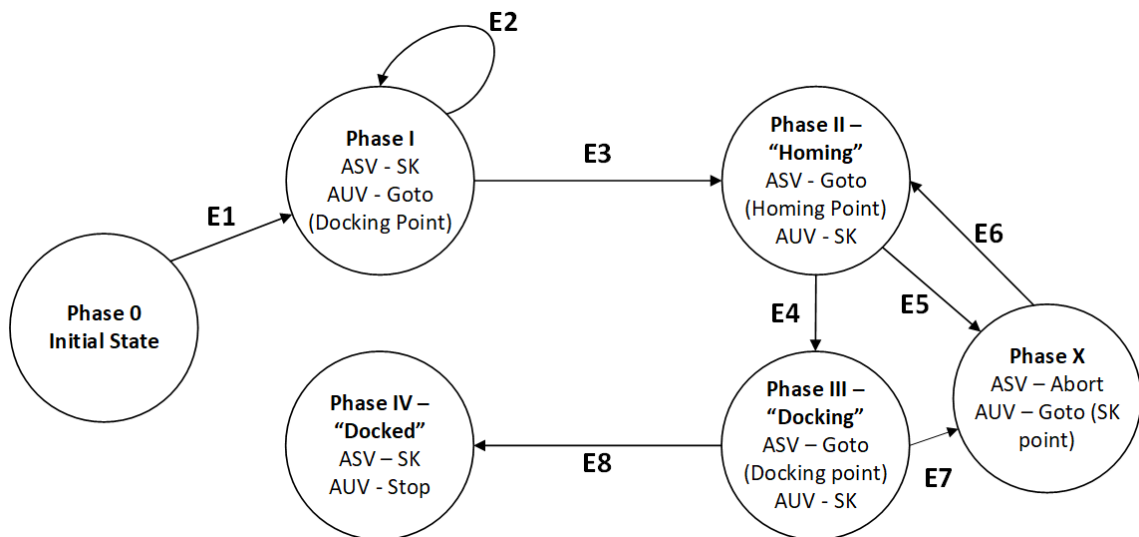 E2
Phase I
ASV - SK
AUV - Goto
(Docking Point)
E3
Phase II –
“Homing”
ASV - Goto
(Homing Point)
AUV - SK
E1
E6
Phase 0
Initial State
E4
E5
Phase X
ASV – Abort
AUV – Goto (SK
point)
Phase IV –
“Docked”
ASV – SK
AUV - Stop
E8
Phase III –
“Docking”
ASV – Goto
(Docking point)
AUV - SK
E7